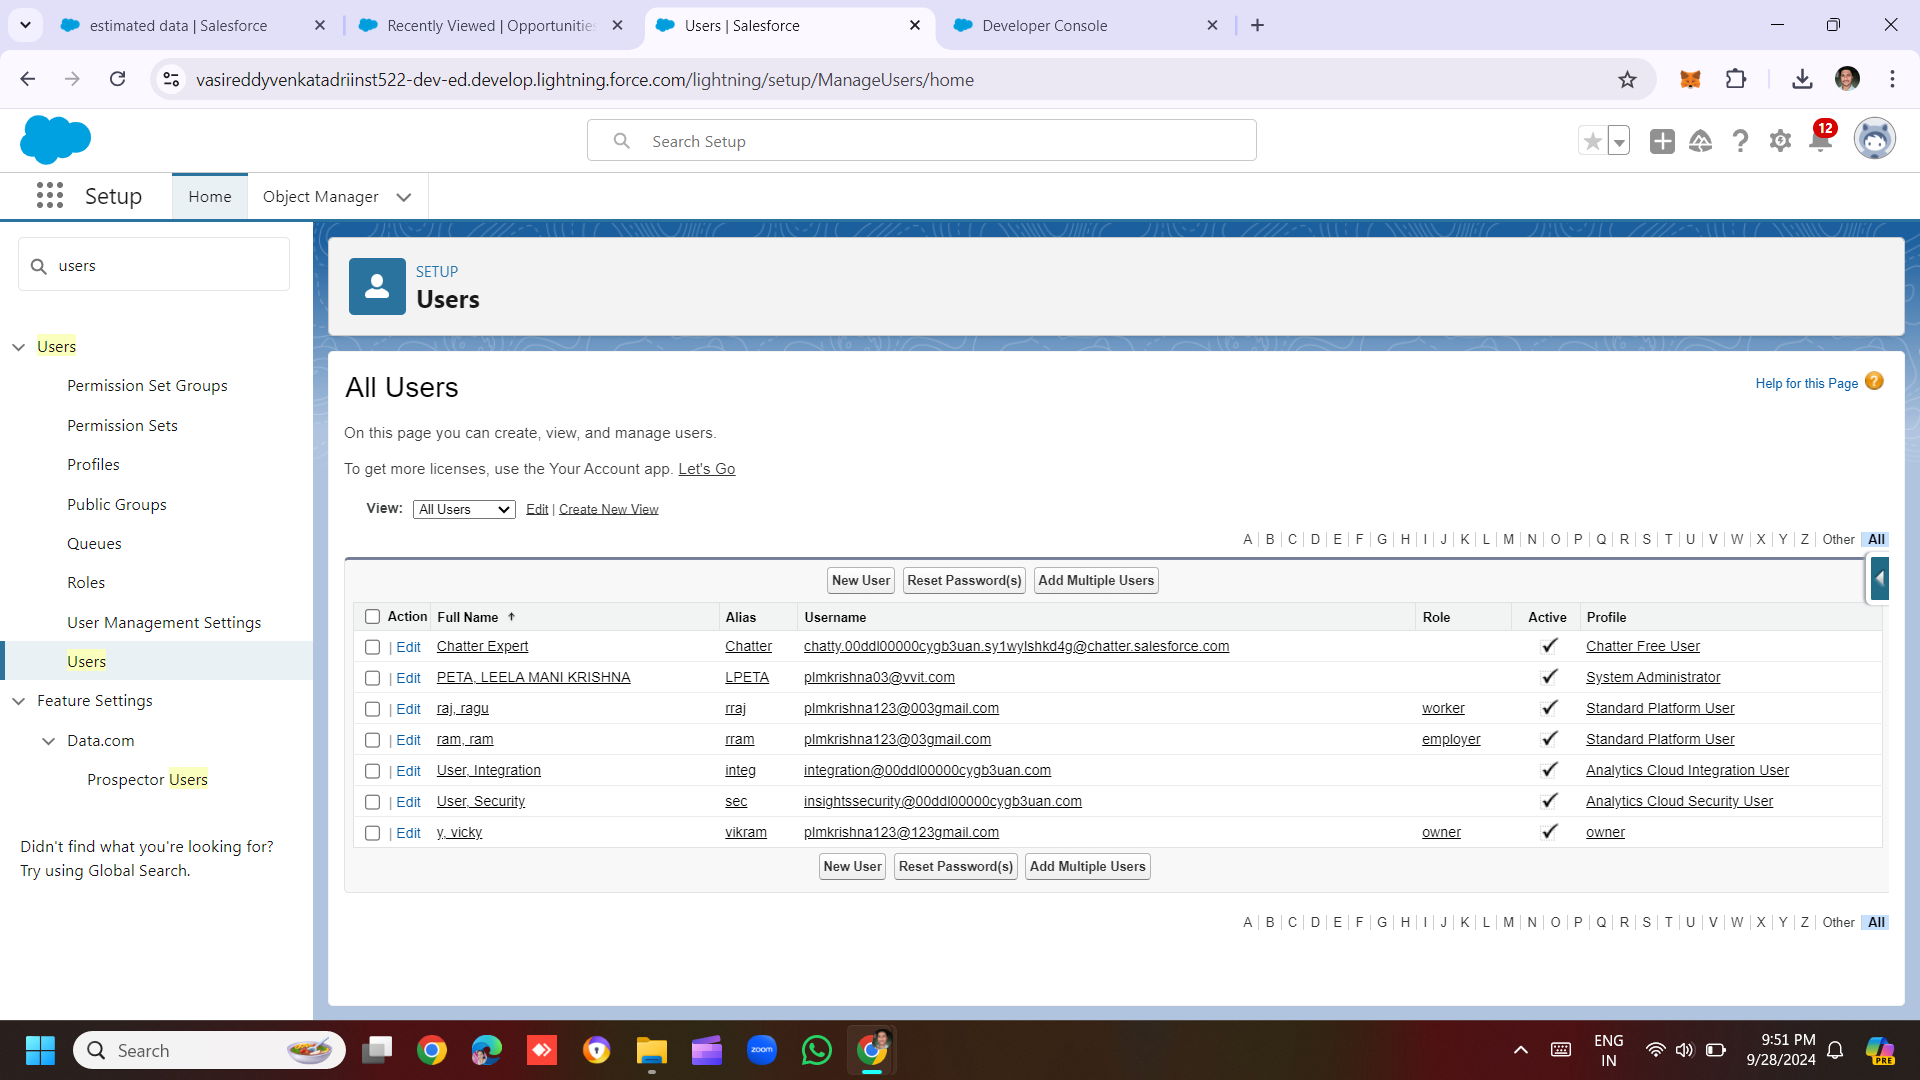 estimated data | Salesforce
Recently Viewed | Opportunities
Users | Salesforce
Developer Console
vasireddyvenkatadriinst522-dev-ed.develop.lightning.force.com/lightning/setup/ManageUsers/home
Search Setup
12
Setup
Home
Object Manager
users
Users
Permission Set Groups
Permission Sets
Profiles
Public Groups
Queues
Roles
User Management Settings
Users
Feature Settings
Data.com
Prospector Users
Didn't find what you're looking for?
Try using Global Search.
SETUP
Users
All Users
Help for this Page
On this page you can create, view, and manage users.
To get more licenses, use the Your Account app. Let's Go
View: All Users Edit | Create New View
A B C D E F G H I J K L M N O P Q R S T U V W X Y Z Other All
New User Reset Password(s) Add Multiple Users
Action Full Name Alias Username Role Active Profile
| Edit Chatter Expert Chatter chatty.00ddl00000cygb3uan.sy1wylshkd4g@chatter.salesforce.com Chatter Free User
| Edit PETA, LEELA MANI KRISHNA LPETA plmkrishna03@vvit.com System Administrator
| Edit raj, ragu rraj plmkrishna123@003gmail.com worker Standard Platform User
| Edit ram, ram rram plmkrishna123@03gmail.com employer Standard Platform User
| Edit User, Integration integ integration@00ddl00000cygb3uan.com Analytics Cloud Integration User
| Edit User, Security sec insightssecurity@00ddl00000cygb3uan.com Analytics Cloud Security User
| Edit y, vicky vikram plmkrishna123@123gmail.com owner owner
New User Reset Password(s) Add Multiple Users
A B C D E F G H I J K L M N O P Q R S T U V W X Y Z Other All
Search
zoom
ENG
IN
9:51 PM
9/28/2024
PRE